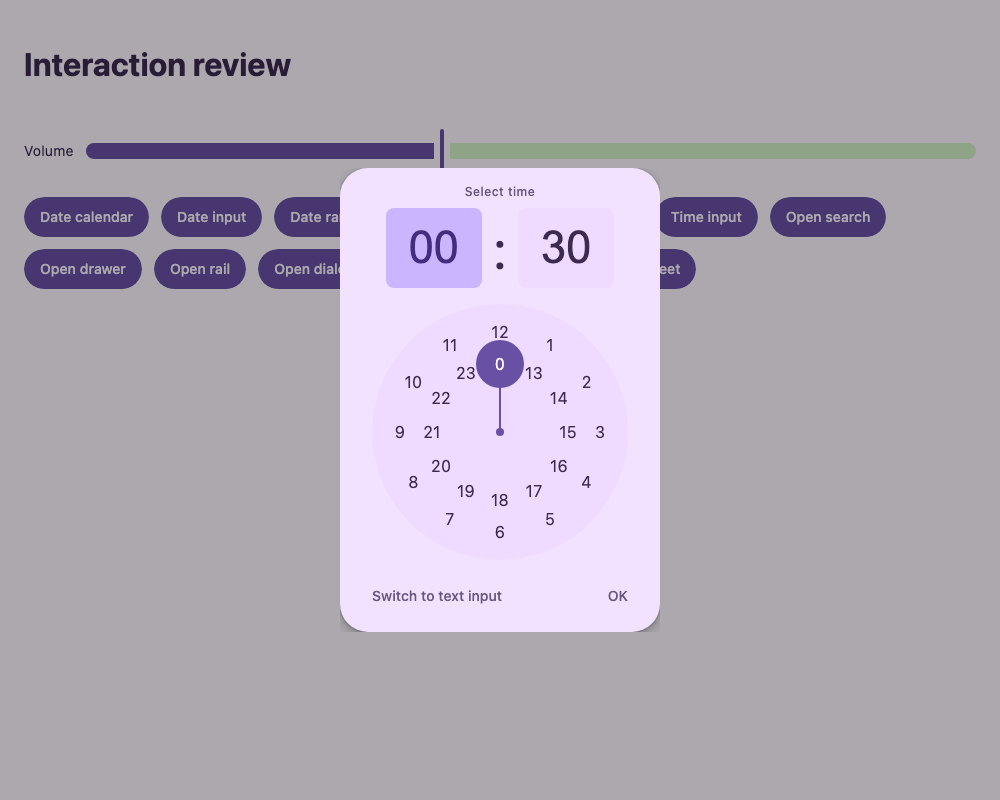 Interaction review
Volume
Date calendar
Date input
Date
Time input
Open search
Open drawer
Open rail
Open
Select time
00 : 30
12
11
1
0
23
13
10
2
22
14
9
21
15
3
20
16
8
4
19
17
18
7
5
6
Switch to text input
OK